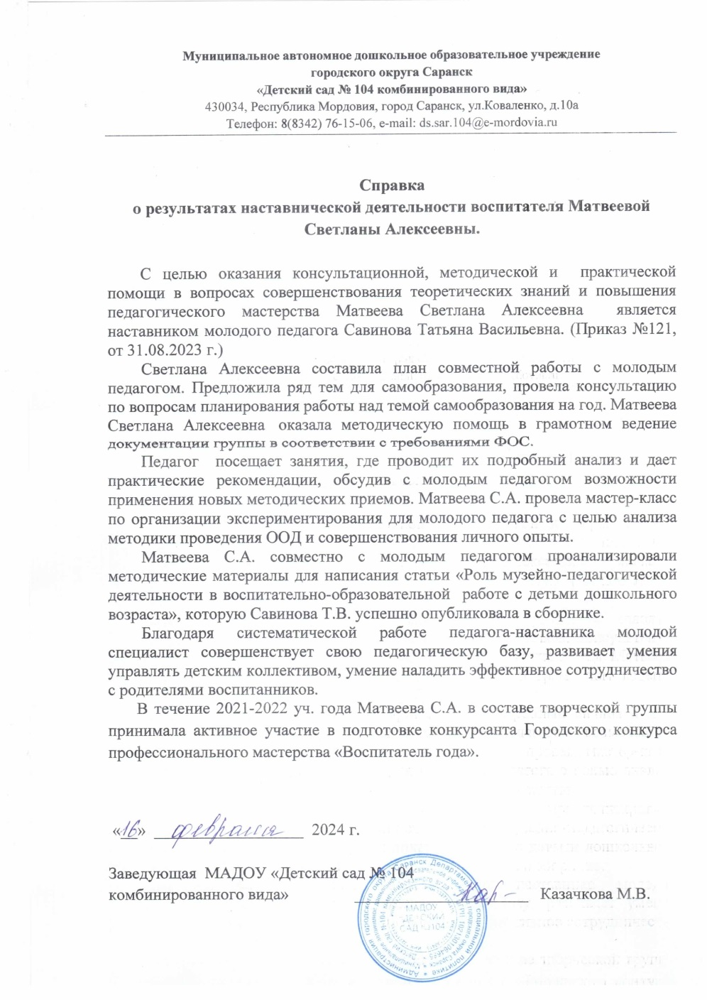 Муниципальное автономное дошкольное образовательное учреждение
городского округа Саранск
«Детский сад № 104 комбинированного вида»
430034, Республика Мордовия, город Саранск, ул.Коваленко, д.10а
Телефон: 8(8342) 76-15-06, e-mail: ds.sar.104@e-mordovia.ru
Справка
о результатах наставнической деятельности воспитателя Матвеевой
Светланы Алексеевны.
С целью оказания консультационной, методической и практической
помощи в вопросах совершенствования теоретических знаний и повышения
педагогического мастерства Матвеева Светлана Алексеевна является
наставником молодого педагога Савинова Татьяна Васильевна. (Приказ №121,
от 31.08.2023 г.)
Светлана Алексеевна составила план совместной работы с молодым
педагогом. Предложила ряд тем для самообразования, провела консультацию
по вопросам планирования работы над темой самообразования на год. Матвеева
Светлана Алексеевна оказала методическую помощь в грамотном ведение
документации группы в соответствии с требованиями ФОС.
Педагог посещает занятия, где проводит их подробный анализ и дает
практические рекомендации, обсудив с молодым педагогом возможности
применения новых методических приемов. Матвеева С.А. провела мастер-класс
по организации экспериментирования для молодого педагога с целью анализа
методики проведения ООД и совершенствования личного опыты.
Матвеева С.А. совместно с молодым педагогом проанализировали
методические материалы для написания статьи «Роль музейно-педагогической
деятельности в воспитательно-образовательной работе с детьми дошкольного
возраста», которую Савинова Т.В. успешно опубликовала в сборнике.
Благодаря систематической работе педагога-наставника молодой
специалист совершенствует свою педагогическую базу, развивает умения
управлять детским коллективом, умение наладить эффективное сотрудничество
с родителями воспитанников.
В течение 2021-2022 уч. года Матвеева С.А. в составе творческой группы
принимала активное участие в подготовке конкурсанта Городского конкурса
профессионального мастерства «Воспитатель года».
«16» февраля 2024 г.
Заведующая МАДОУ «Детский сад № 104
комбинированного вида» Казачкова М.В.
МАДОУ
"ДЕТСКИЙ
САД №104